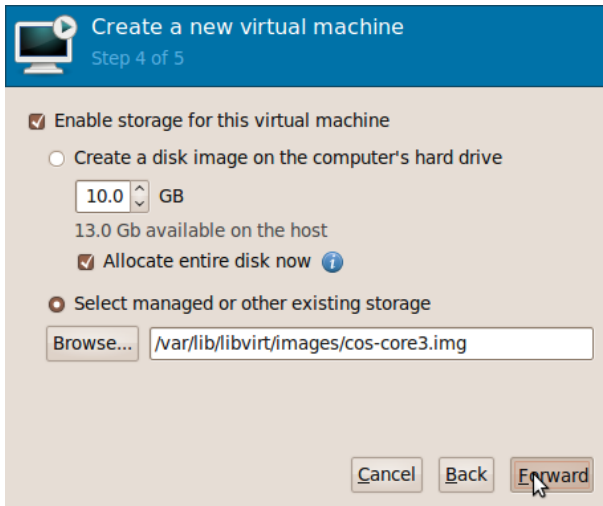 Create a new virtual machine
Step 4 of 5
Enable storage for this virtual machine
Create a disk image on the computer's hard drive
10.0 GB
13.0 Gb available on the host
Allocate entire disk now
Select managed or other existing storage
Browse... /var/lib/libvirt/images/cos-core3.img
Cancel Back Forward